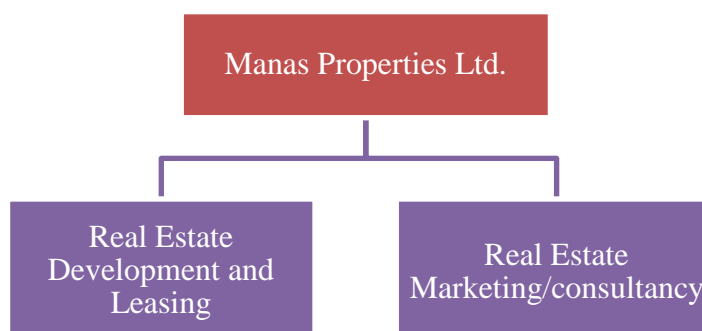 Manas Properties Ltd.
Real Estate
Development and
Leasing
Real Estate
Marketing/consultancy